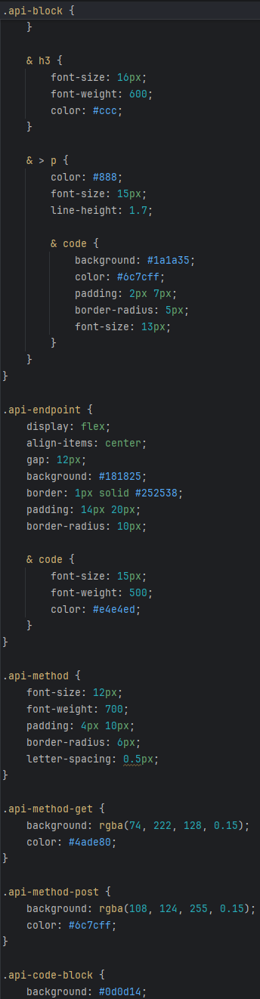 .api-block {
    }

    & h3 {
        font-size: 16px;
        font-weight: 600;
        color: #ccc;
    }

    & > p {
        color: #888;
        font-size: 15px;
        line-height: 1.7;

        & code {
            background: #1a1a35;
            color: #6c7cff;
            padding: 2px 7px;
            border-radius: 5px;
            font-size: 13px;
        }
    }
}

.api-endpoint {
    display: flex;
    align-items: center;
    gap: 12px;
    background: #181825;
    border: 1px solid #252538;
    padding: 14px 20px;
    border-radius: 10px;

    & code {
        font-size: 15px;
        font-weight: 500;
        color: #e4e4ed;
    }
}

.api-method {
    font-size: 12px;
    font-weight: 700;
    padding: 4px 10px;
    border-radius: 6px;
    letter-spacing: 0.5px;
}

.api-method-get {
    background: rgba(74, 222, 128, 0.15);
    color: #4ade80;
}

.api-method-post {
    background: rgba(108, 124, 255, 0.15);
    color: #6c7cff;
}

.api-code-block {
    background: #0d0d14;